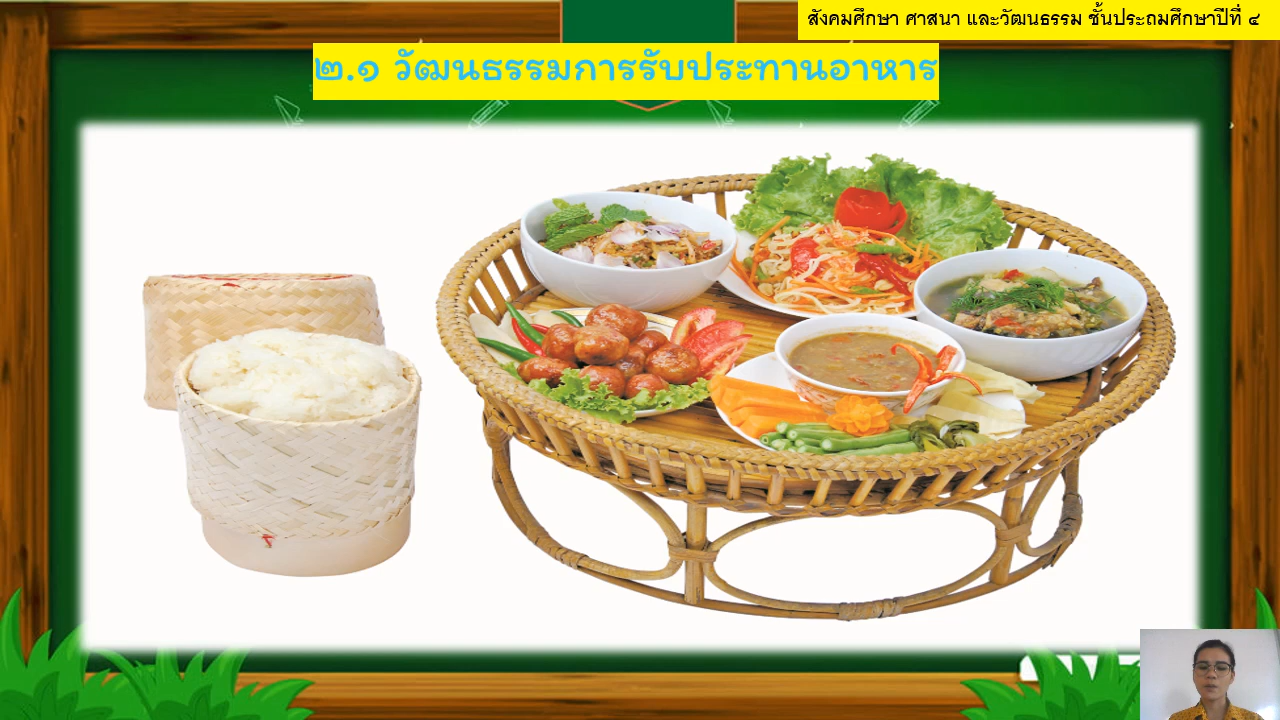 สังคมศึกษา ศาสนา และวัฒนธรรม ชั้นประถมศึกษาปีที่ ๔
๒.๑ วัฒนธรรมการรับประทานอาหาร